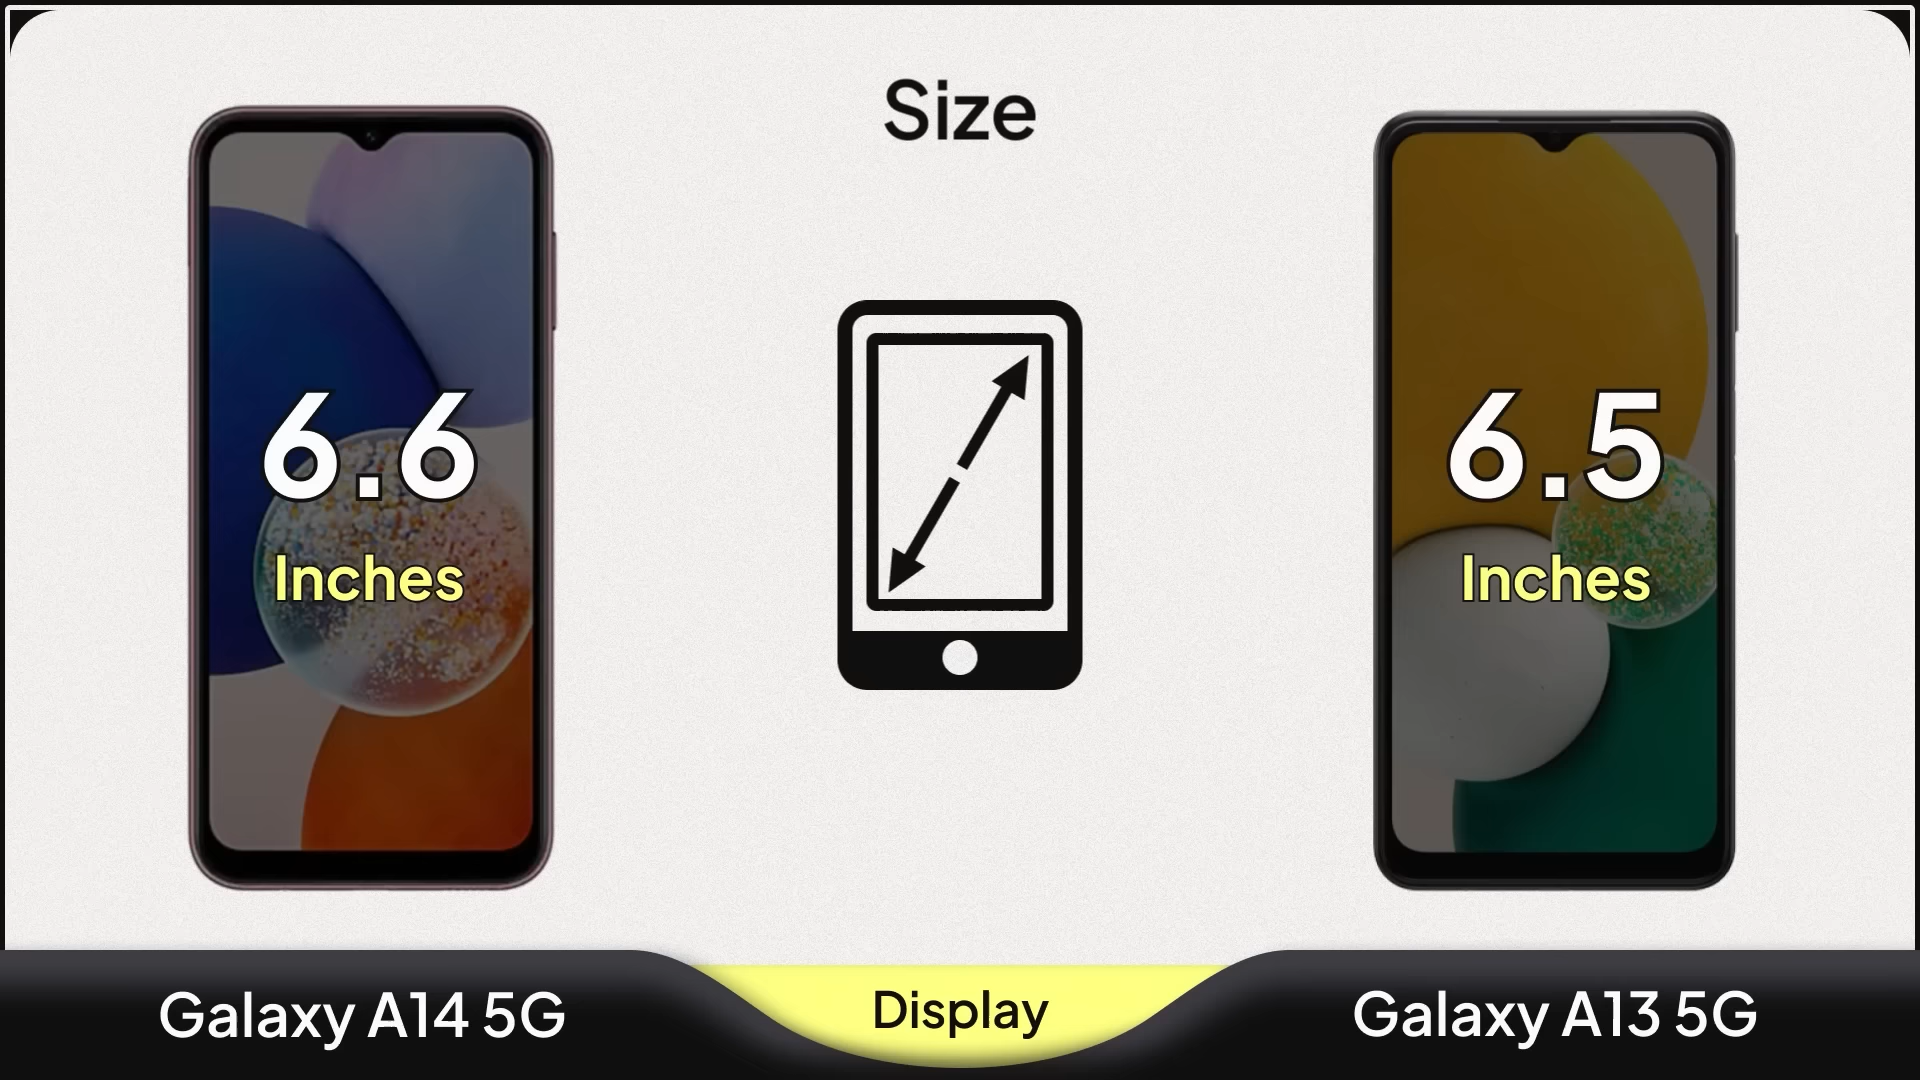 Size
6.6
Inches
6.5
Inches
Galaxy A14 5G
Display
Galaxy A13 5G